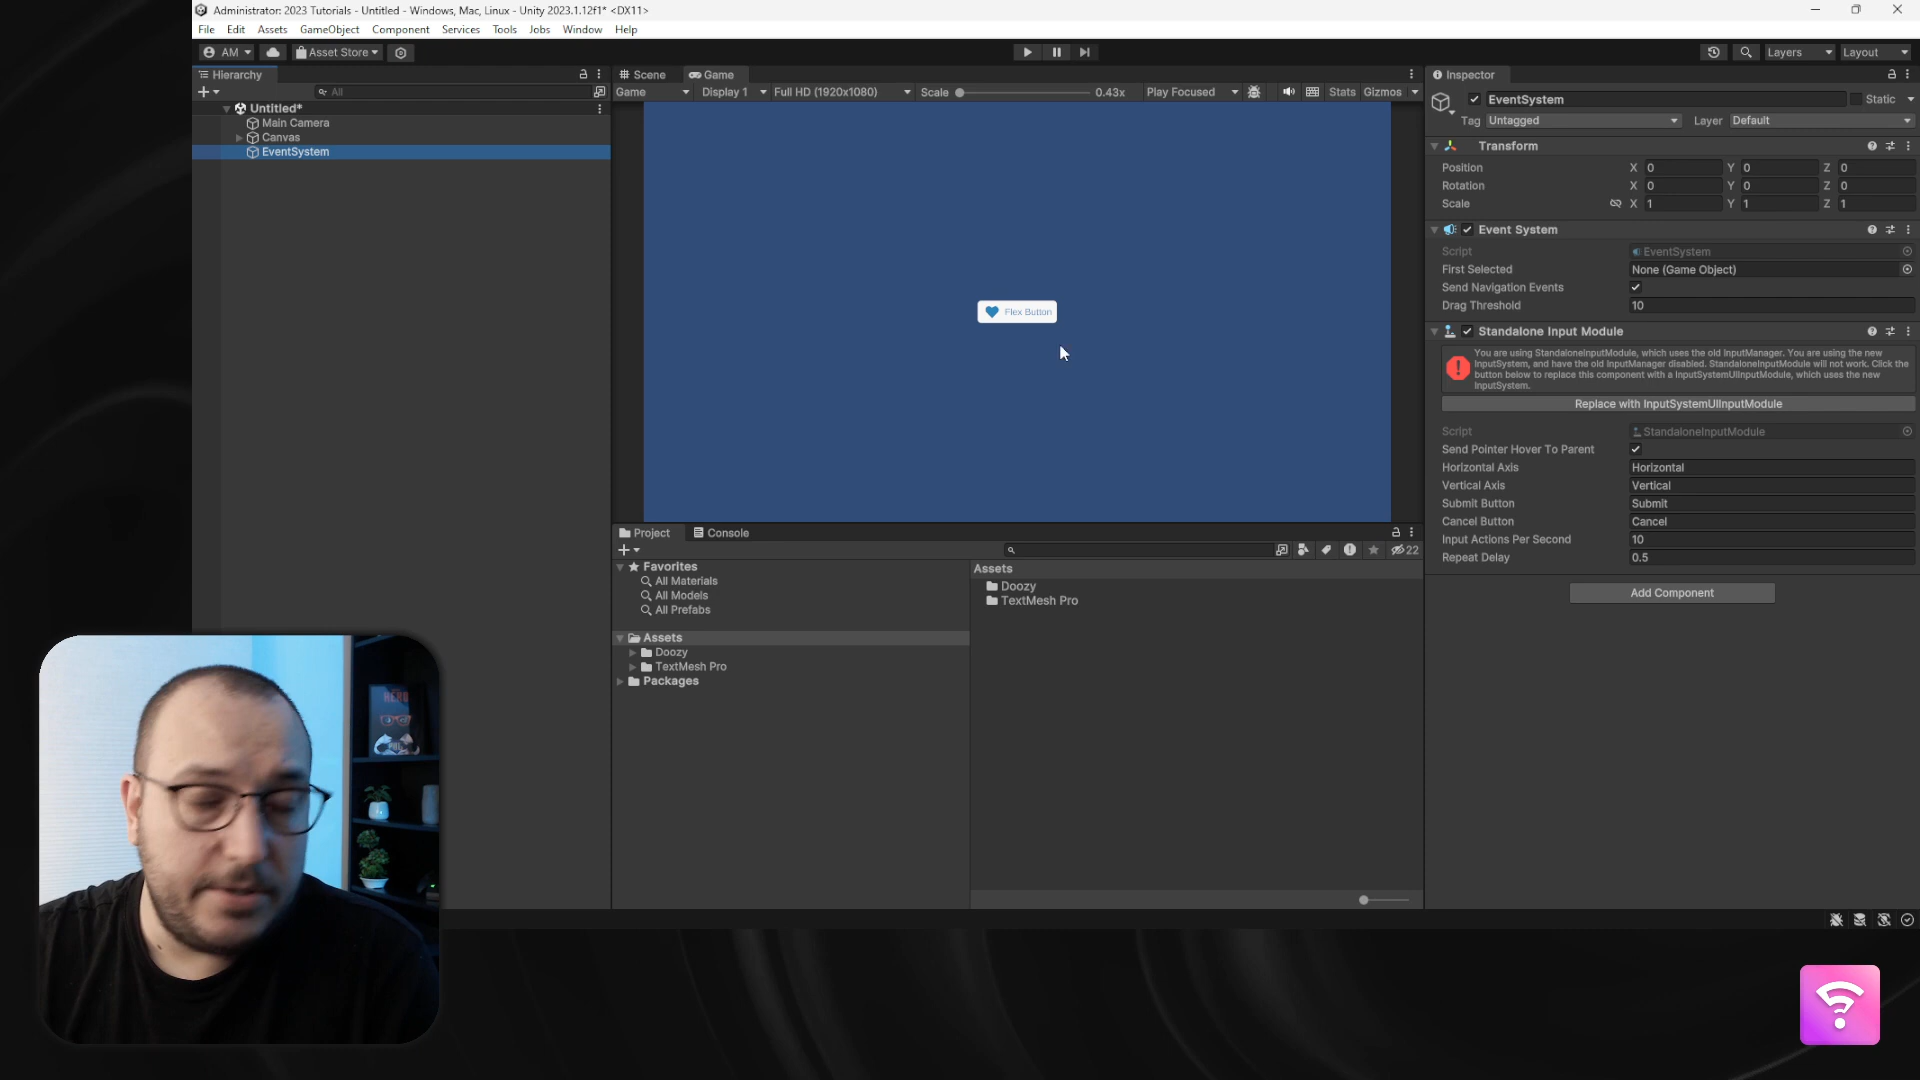 Administrator: 2023 Tutorials - Untitled - Windows, Mac, Linux - Unity 2023.1.12f1* <DX11>
File Edit Assets GameObject Component Services Tools Jobs Window Help
AM Asset Store Layers Layout
Hierarchy
All
Untitled*
Main Camera
Canvas
EventSystem
Scene Game
Game Display 1 Full HD (1920x1080) Scale 0.43x Play Focused Stats Gizmos
Flex Button
Project Console
22
Favorites
All Materials
All Models
All Prefabs
Assets
Doozy
TextMesh Pro
Packages
Assets
Doozy
TextMesh Pro
Inspector
EventSystem Static
Tag Untagged Layer Default
Transform
Position X 0 Y 0 Z 0
Rotation X 0 Y 0 Z 0
Scale X 1 Y 1 Z 1
Event System
Script EventSystem
First Selected None (Game Object)
Send Navigation Events
Drag Threshold 10
Standalone Input Module
You are using StandaloneInputModule, which uses the old InputManager. You are using the new
InputSystem, and have the old InputManager disabled. StandaloneInputModule will not work. Click the
button below to replace this component with a InputSystemUIInputModule, which uses the new
InputSystem.
Replace with InputSystemUIInputModule
Script StandaloneInputModule
Send Pointer Hover To Parent
Horizontal Axis Horizontal
Vertical Axis Vertical
Submit Button Submit
Cancel Button Cancel
Input Actions Per Second 10
Repeat Delay 0.5
Add Component